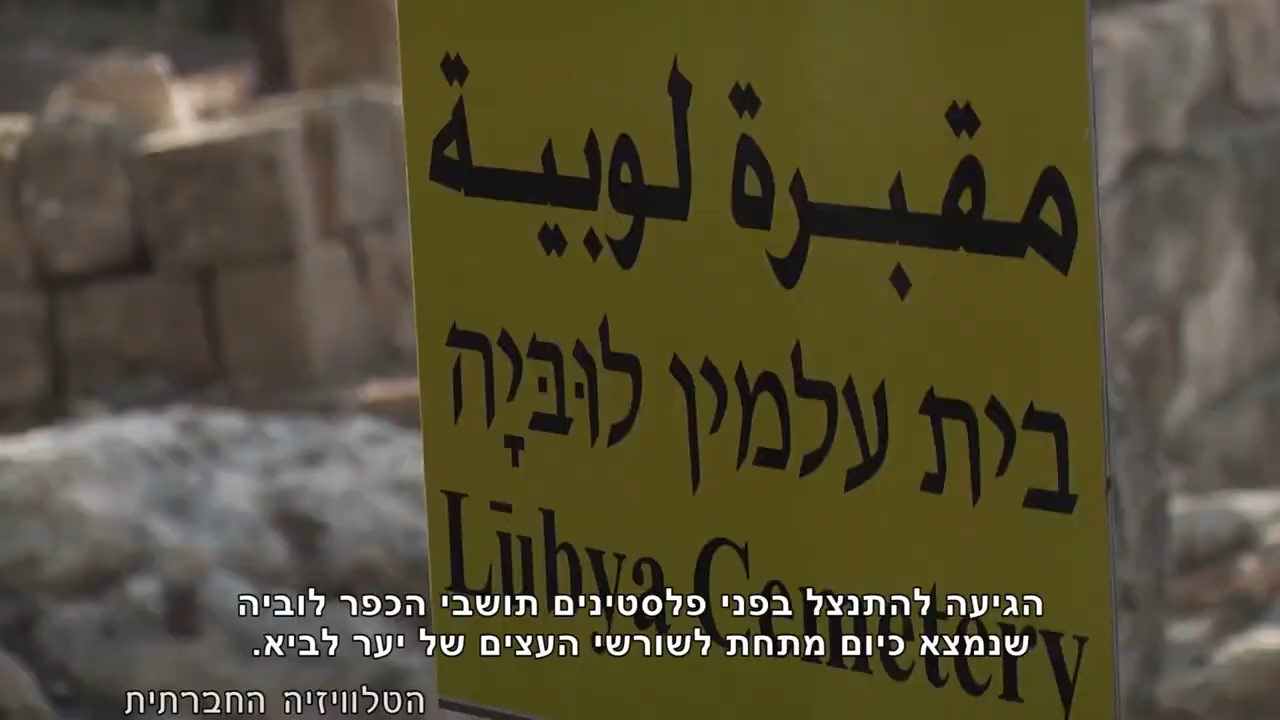 مقبرة لوبية
בית עלמין לוּבְּיָה
Lūbya Cemetery
הגיעה להתנצל בפני פלסטינים תושבי הכפר לוביה
שנמצא כיום מתחת לשורשי העצים של יער לביא.
הטלוויזיה החברתית